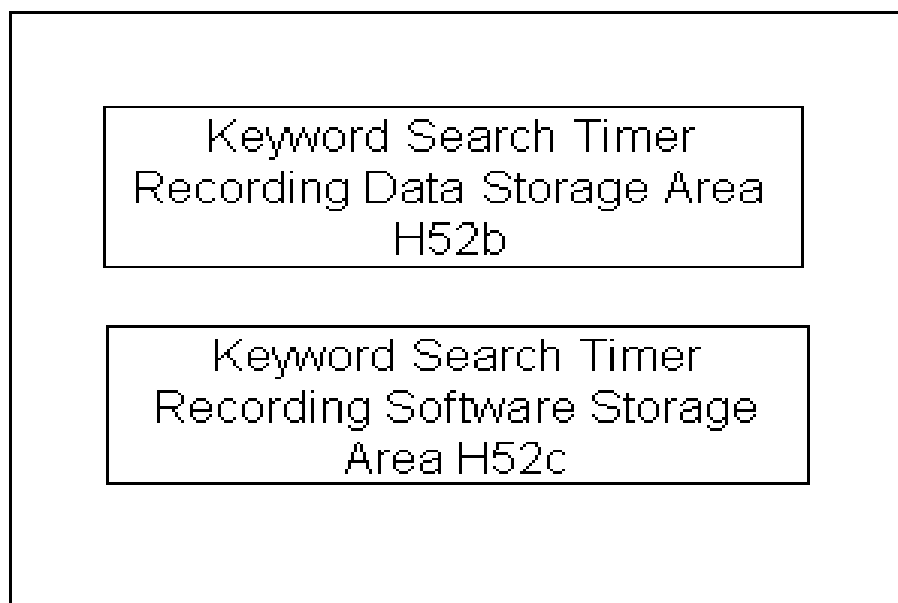 Keyword Search Timer
Recording Data Storage Area
H52b
Keyword Search Timer
Recording Software Storage
Area H52c